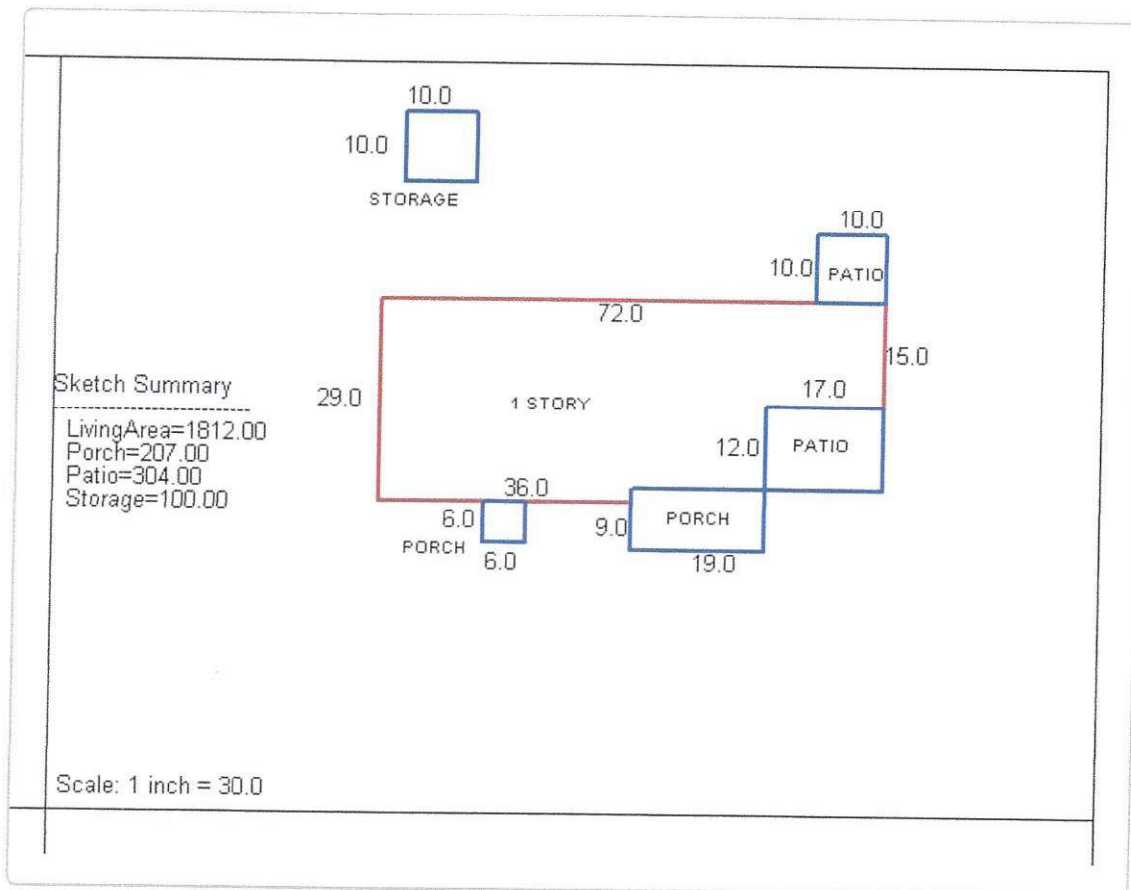 10.0
10.0
STORAGE
10.0
10.0
PATIO
72.0
15.0
Sketch Summary
29.0
1 STORY
17.0
LivingArea=1812.00
Porch=207.00
Patio=304.00
Storage=100.00
12.0
PATIO
36.0
6.0
9.0
PORCH
PORCH
6.0
19.0
Scale: 1 inch = 30.0